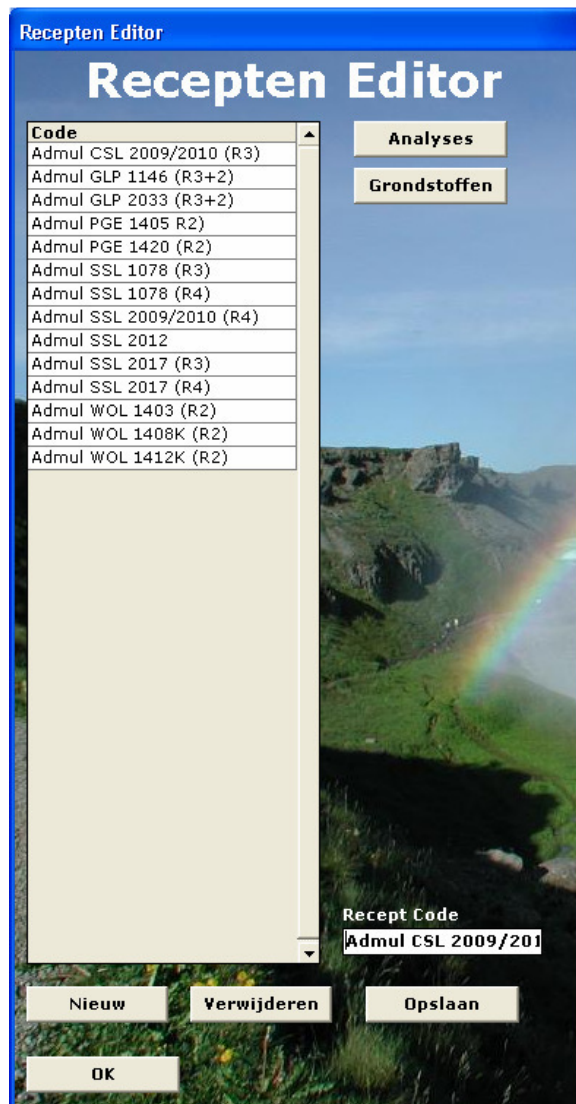 Recepten Editor
Recepten Editor
Code
Admul CSL 2009/2010 (R3)
Admul GLP 1146 (R3+2)
Admul GLP 2033 (R3+2)
Admul PGE 1405 R2)
Admul PGE 1420 (R2)
Admul SSL 1078 (R3)
Admul SSL 1078 (R4)
Admul SSL 2009/2010 (R4)
Admul SSL 2012
Admul SSL 2017 (R3)
Admul SSL 2017 (R4)
Admul WOL 1403 (R2)
Admul WOL 1408K (R2)
Admul WOL 1412K (R2)
Analyses
Grondstoffen
Recept Code
Admul CSL 2009/201
Nieuw
Verwijderen
Opslaan
OK